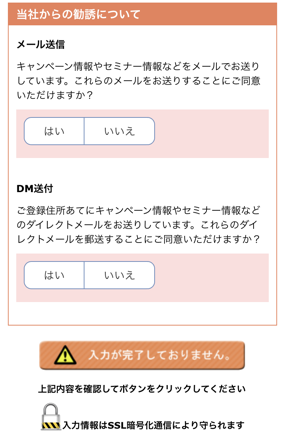 当社からの勧誘について
メール送信
キャンペーン情報やセミナー情報などをメールでお送り
しています。これらのメールをお送りすることにご同意
いただけますか？
はい いいえ
DM送付
ご登録住所あてにキャンペーン情報やセミナー情報など
のダイレクトメールをお送りしています。これらのダイ
レクトメールを郵送することにご同意いただけますか？
はい いいえ
入力が完了しておりません。
上記内容を確認してボタンをクリックしてください
入力情報はSSL暗号化通信により守られます